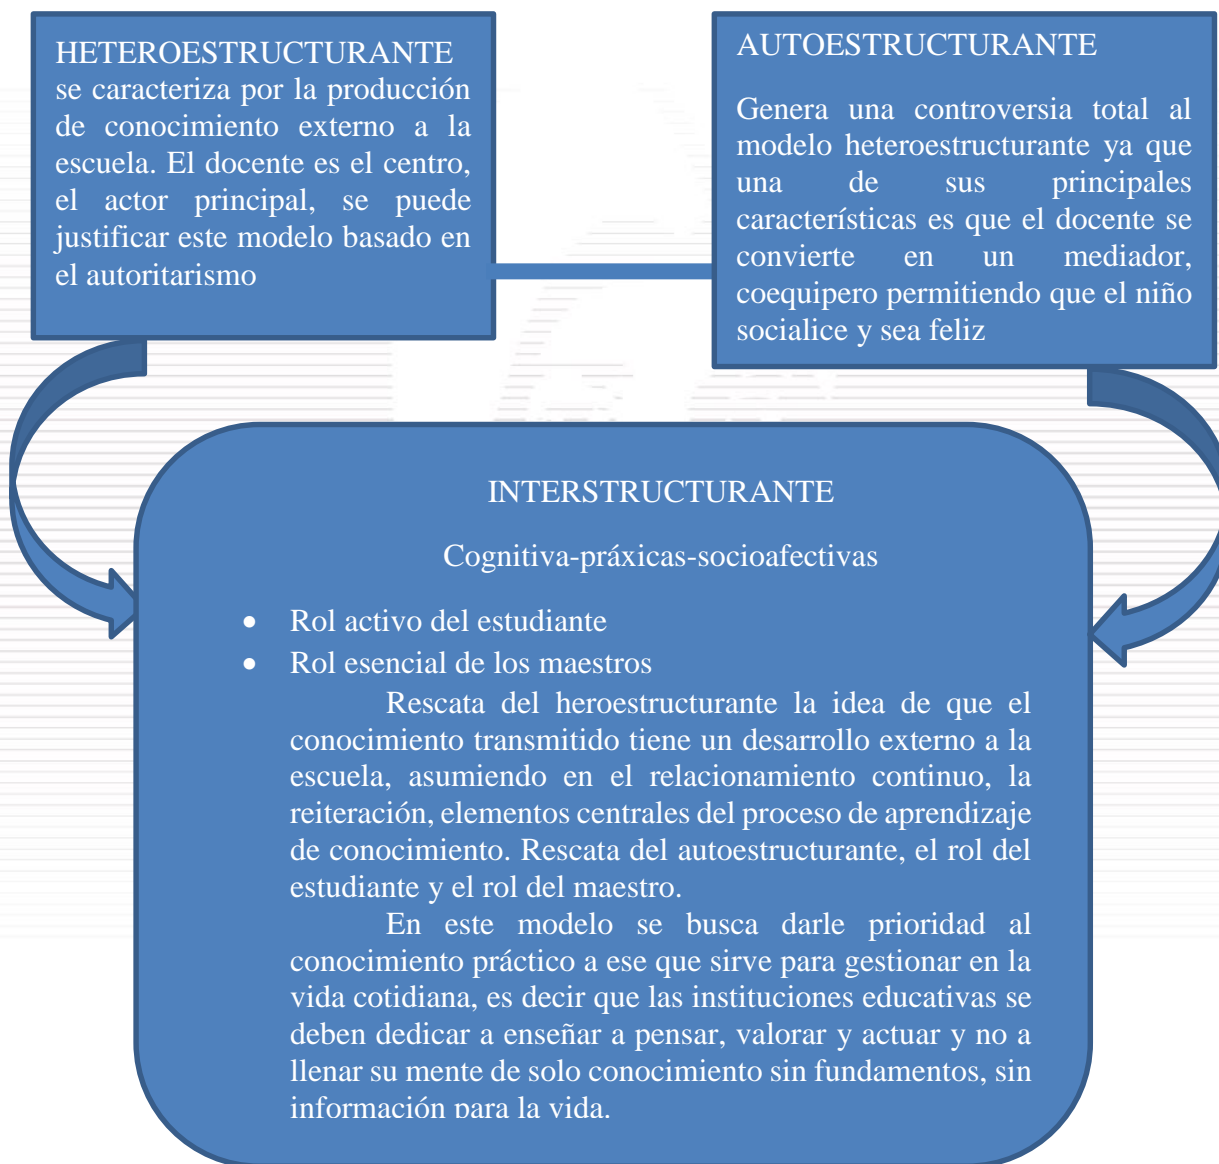 HETEROESTRUCTURANTE
se caracteriza por la producción
de conocimiento externo a la
escuela. El docente es el centro,
el actor principal, se puede
justificar este modelo basado en
el autoritarismo
AUTOESTRUCTURANTE
Genera una controversia total al
modelo heteroestructurante ya que
una de sus principales
características es que el docente se
convierte en un mediador,
coequipero permitiendo que el niño
socialice y sea feliz
INTERSTRUCTURANTE
Cognitiva-práxicas-socioafectivas
• Rol activo del estudiante
• Rol esencial de los maestros
Rescata del heroestructurante la idea de que el
conocimiento transmitido tiene un desarrollo externo a la
escuela, asumiendo en el relacionamiento continuo, la
reiteración, elementos centrales del proceso de aprendizaje
de conocimiento. Rescata del autoestructurante, el rol del
estudiante y el rol del maestro.
En este modelo se busca darle prioridad al
conocimiento práctico a ese que sirve para gestionar en la
vida cotidiana, es decir que las instituciones educativas se
deben dedicar a enseñar a pensar, valorar y actuar y no a
llenar su mente de solo conocimiento sin fundamentos, sin
información para la vida.